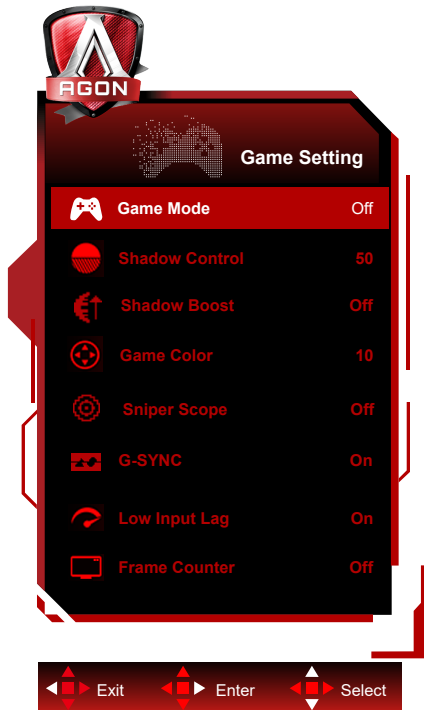 AGON
Game Setting
Game Mode Off
Shadow Control 50
Shadow Boost Off
Game Color 10
Sniper Scope Off
G-SYNC On
Low Input Lag On
Frame Counter Off
Exit Enter Select